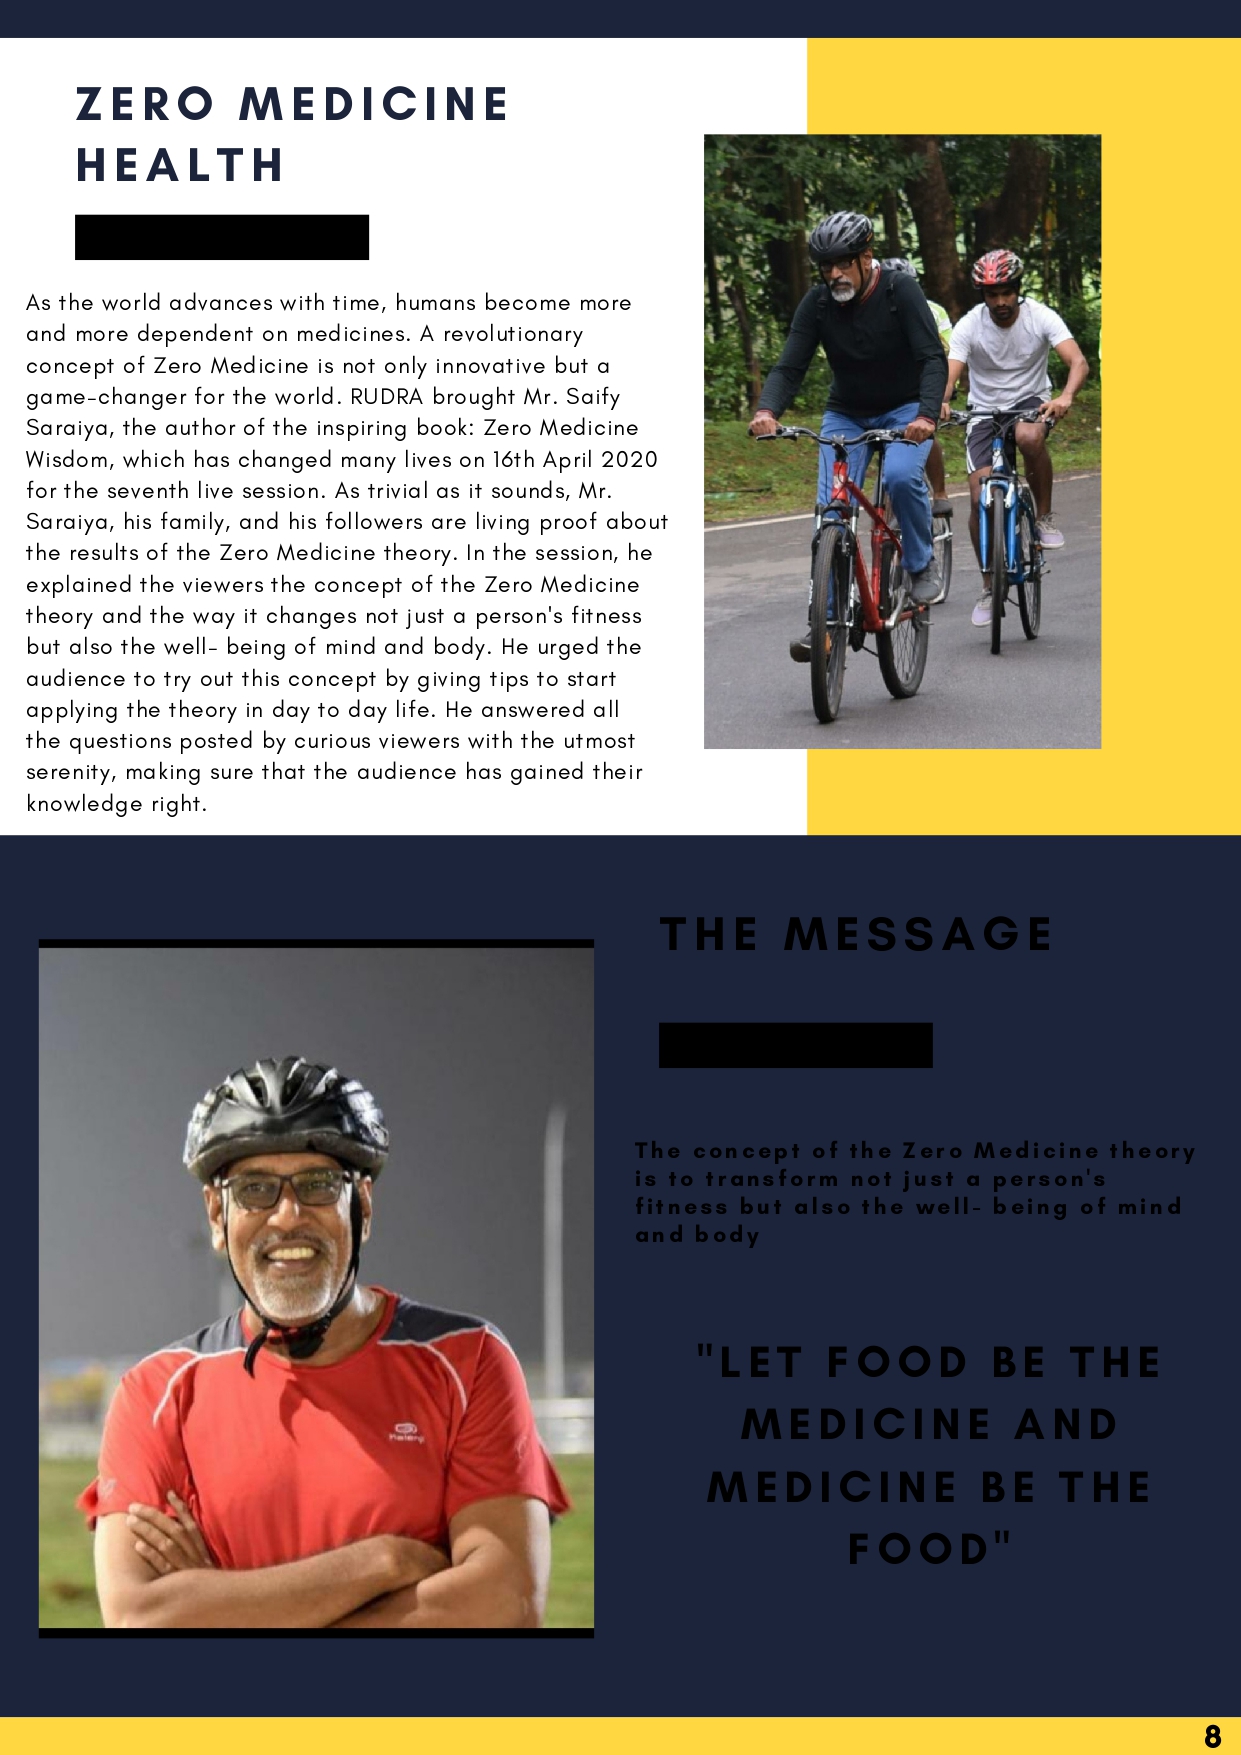 ZERO MEDICINE
HEALTH
As the world advances with time, humans become more
and more dependent on medicines. A revolutionary
concept of Zero Medicine is not only innovative but a
game-changer for the world. RUDRA brought Mr. Saify
Saraiya, the author of the inspiring book: Zero Medicine
Wisdom, which has changed many lives on 16th April 2020
for the seventh live session. As trivial as it sounds, Mr.
Saraiya, his family, and his followers are living proof about
the results of the Zero Medicine theory. In the session, he
explained the viewers the concept of the Zero Medicine
theory and the way it changes not just a person's fitness
but also the well- being of mind and body. He urged the
audience to try out this concept by giving tips to start
applying the theory in day to day life. He answered all
the questions posted by curious viewers with the utmost
serenity, making sure that the audience has gained their
knowledge right.
THE MESSAGE
The concept of the Zero Medicine theory
is to transform not just a person's
fitness but also the well- being of mind
and body
"LET FOOD BE THE
MEDICINE AND
MEDICINE BE THE
FOOD"
8